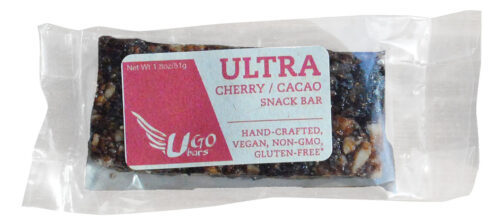 Net Wt 1.8oz/51g
ULTRA
CHERRY / CACAO
SNACK BAR
UGO
bars
HAND-CRAFTED,
VEGAN, NON-GMO,
GLUTEN-FREE*